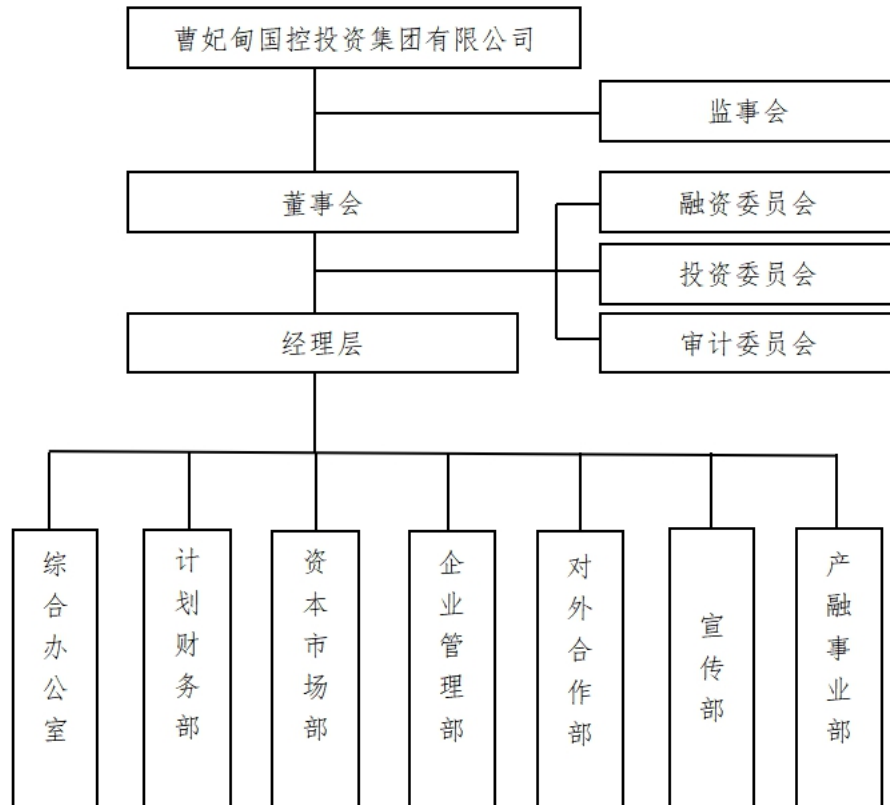 曹妃甸国控投资集团有限公司
监事会
董事会
融资委员会
投资委员会
经理层
审计委员会
综合办公室
计划财务部
资本市场部
企业管理部
对外合作部
宣传部
产融事业部